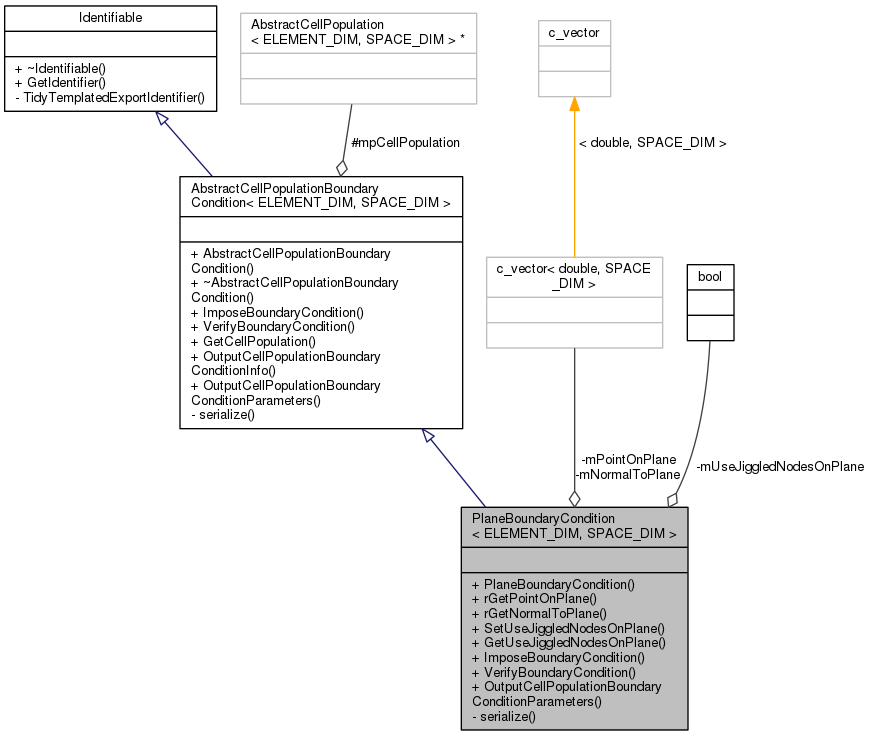 Identifiable
+ ~Identifiable()
+ GetIdentifier()
- TidyTemplatedExportIdentifier()
AbstractCellPopulation
< ELEMENT_DIM, SPACE_DIM > *
c_vector
#mpCellPopulation
< double, SPACE_DIM >
AbstractCellPopulationBoundary
Condition< ELEMENT_DIM, SPACE_DIM >
+ AbstractCellPopulationBoundary
Condition()
+ ~AbstractCellPopulationBoundary
Condition()
+ ImposeBoundaryCondition()
+ VerifyBoundaryCondition()
+ GetCellPopulation()
+ OutputCellPopulationBoundary
ConditionInfo()
+ OutputCellPopulationBoundary
ConditionParameters()
- serialize()
c_vector< double, SPACE
_DIM >
bool
-mPointOnPlane
-mNormalToPlane
-mUseJiggledNodesOnPlane
PlaneBoundaryCondition
< ELEMENT_DIM, SPACE_DIM >
+ PlaneBoundaryCondition()
+ rGetPointOnPlane()
+ rGetNormalToPlane()
+ SetUseJiggledNodesOnPlane()
+ GetUseJiggledNodesOnPlane()
+ ImposeBoundaryCondition()
+ VerifyBoundaryCondition()
+ OutputCellPopulationBoundary
ConditionParameters()
- serialize()